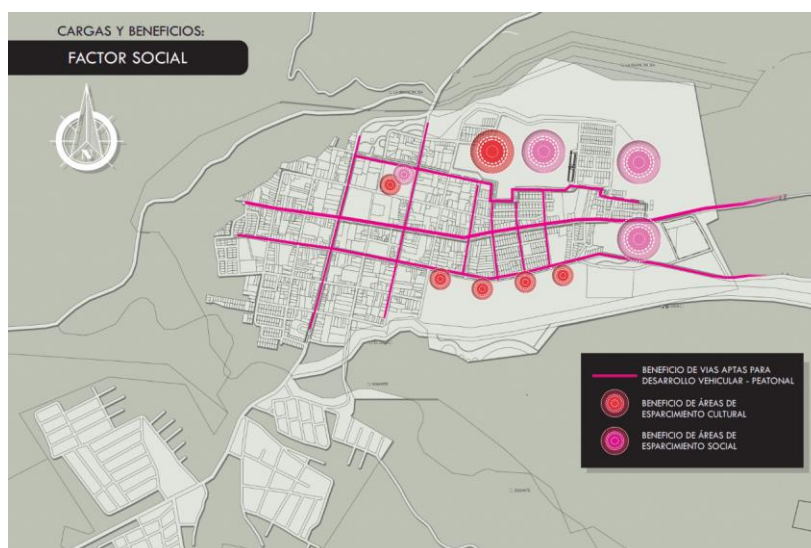 CARGAS Y BENEFICIOS:
FACTOR SOCIAL
N
BENEFICIO DE VIAS APTAS PARA
DESARROLLO VEHICULAR - PEATONAL
BENEFICIO DE ÁREAS DE
ESPARCIMIENTO CULTURAL
BENEFICIO DE ÁREAS DE
ESPARCIMIENTO SOCIAL